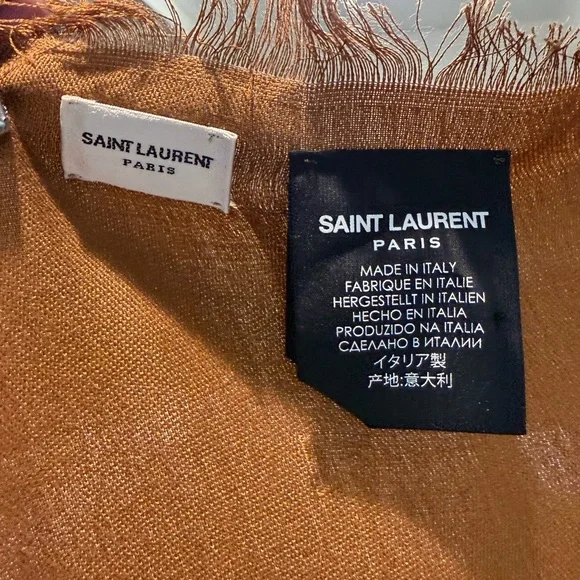 SAINT LAURENT
PARIS
SAINT LAURENT
PARIS
MADE IN ITALY
FABRIQUE EN ITALIE
HERGESTELLT IN ITALIEN
HECHO EN ITALIA
PRODUZIDO NA ITALIA
СДЕЛАНО В ИТАЛИИ
イタリア製
产地:意大利